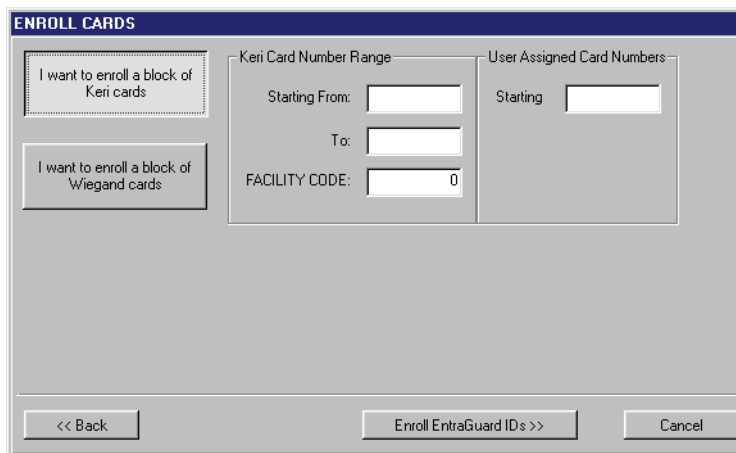 ENROLL CARDS
I want to enroll a block of
Keri cards
I want to enroll a block of
Wiegand cards
Keri Card Number Range
Starting From:
To:
FACILITY CODE:
0
User Assigned Card Numbers
Starting
<< Back
Enroll EntraGuard IDs >>
Cancel